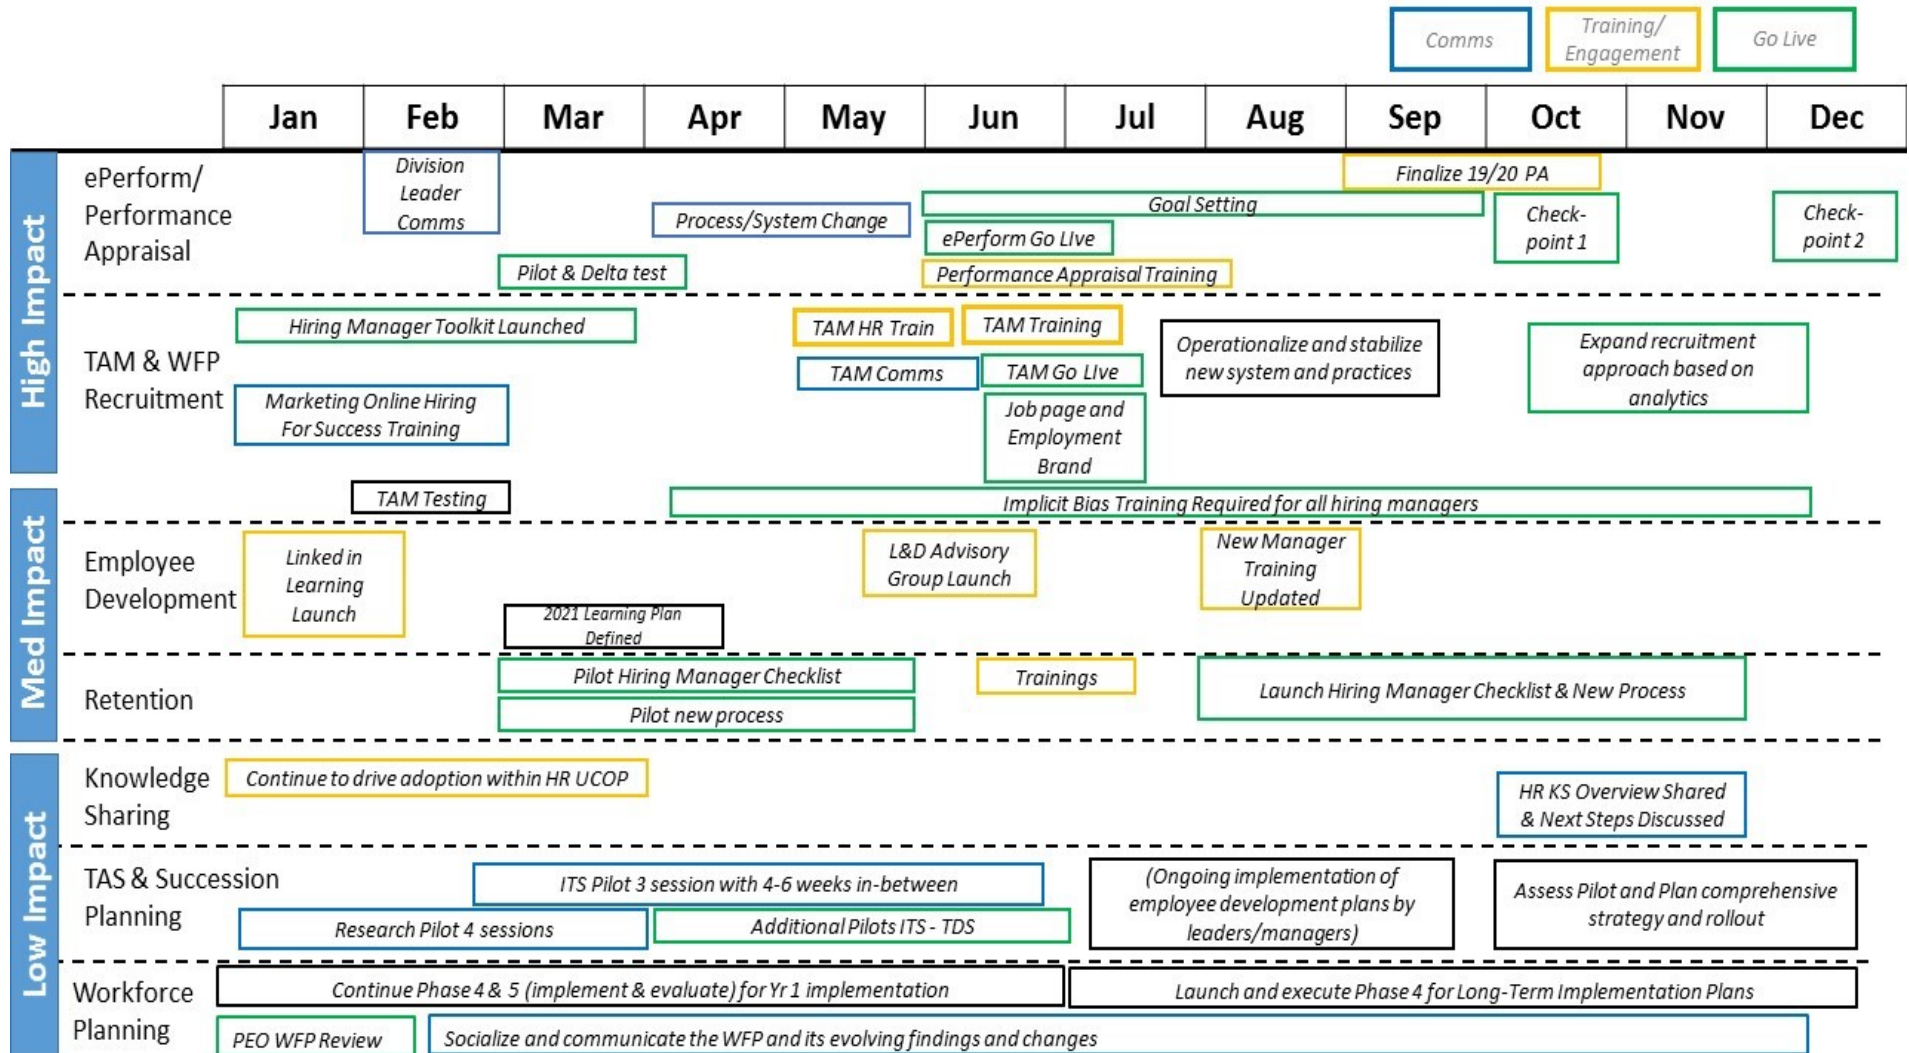 Comms
Training/
Engagement
Go Live
Jan Feb Mar Apr May Jun Jul Aug Sep Oct Nov Dec
High Impact
ePerform/
Performance
Appraisal
Division
Leader
Comms
Process/System Change
Pilot & Delta test
Finalize 19/20 PA
Goal Setting
ePerform Go LIve
Performance Appraisal Training
Check-
point 1
Check-
point 2
TAM & WFP
Recruitment
Hiring Manager Toolkit Launched
Marketing Online Hiring
For Success Training
TAM Testing
TAM HR Train
TAM Training
TAM Comms
TAM Go LIve
Job page and
Employment
Brand
Operationalize and stabilize
new system and practices
Expand recruitment
approach based on
analytics
Implicit Bias Training Required for all hiring managers
Med Impact
Employee
Development
Linked in
Learning
Launch
2021 Learning Plan
Defined
L&D Advisory
Group Launch
New Manager
Training
Updated
Retention
Pilot Hiring Manager Checklist
Pilot new process
Trainings
Launch Hiring Manager Checklist & New Process
Low Impact
Knowledge
Sharing
Continue to drive adoption within HR UCOP
HR KS Overview Shared
& Next Steps Discussed
TAS & Succession
Planning
ITS Pilot 3 session with 4-6 weeks in-between
Research Pilot 4 sessions
Additional Pilots ITS - TDS
(Ongoing implementation of
employee development plans by
leaders/managers)
Assess Pilot and Plan comprehensive
strategy and rollout
Workforce
Planning
Continue Phase 4 & 5 (implement & evaluate) for Yr 1 implementation
Launch and execute Phase 4 for Long-Term Implementation Plans
PEO WFP Review
Socialize and communicate the WFP and its evolving findings and changes